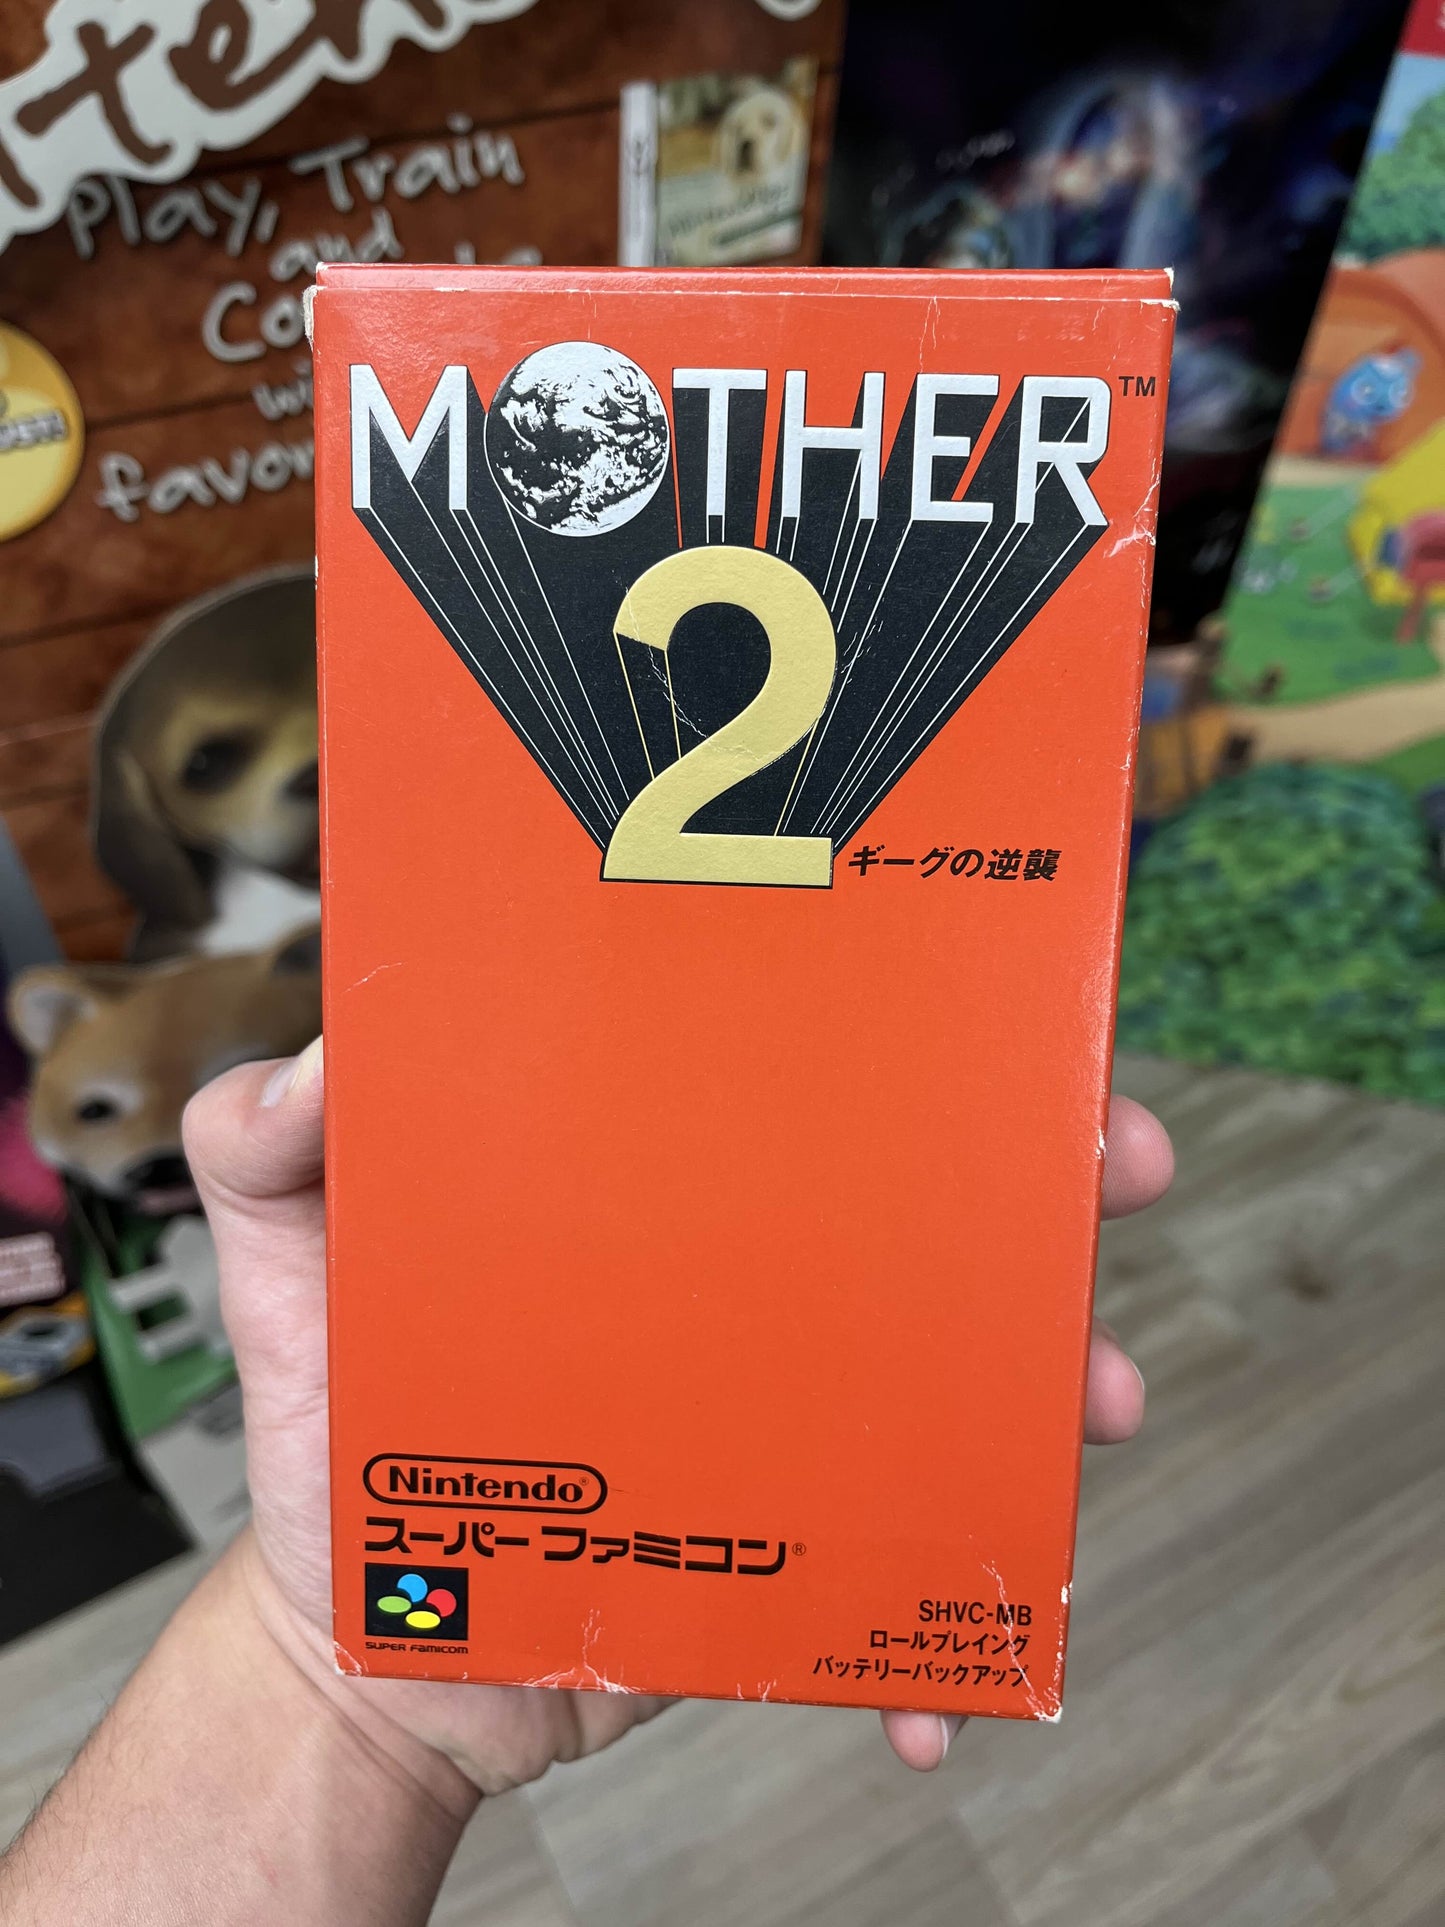 Play, Train
and
with
MOTHER™
2
ギーグの逆襲
Nintendo®
スーパーファミコン®
SUPER FAMICOM
SHVC-MB
ロールプレイング
バッテリーバックアップ